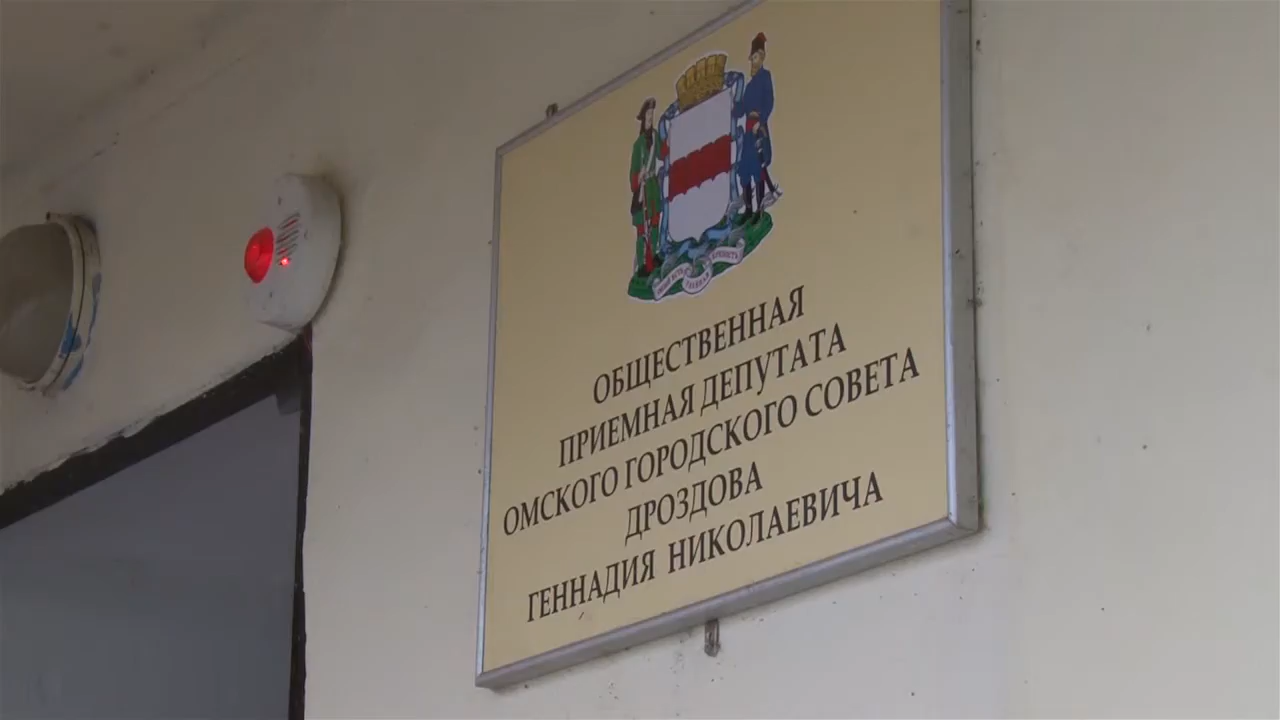 ОБЩЕСТВЕННАЯ
ПРИЕМНАЯ ДЕПУТАТА
ОМСКОГО ГОРОДСКОГО СОВЕТА
ДРОЗДОВА
ГЕННАДИЯ НИКОЛАЕВИЧА